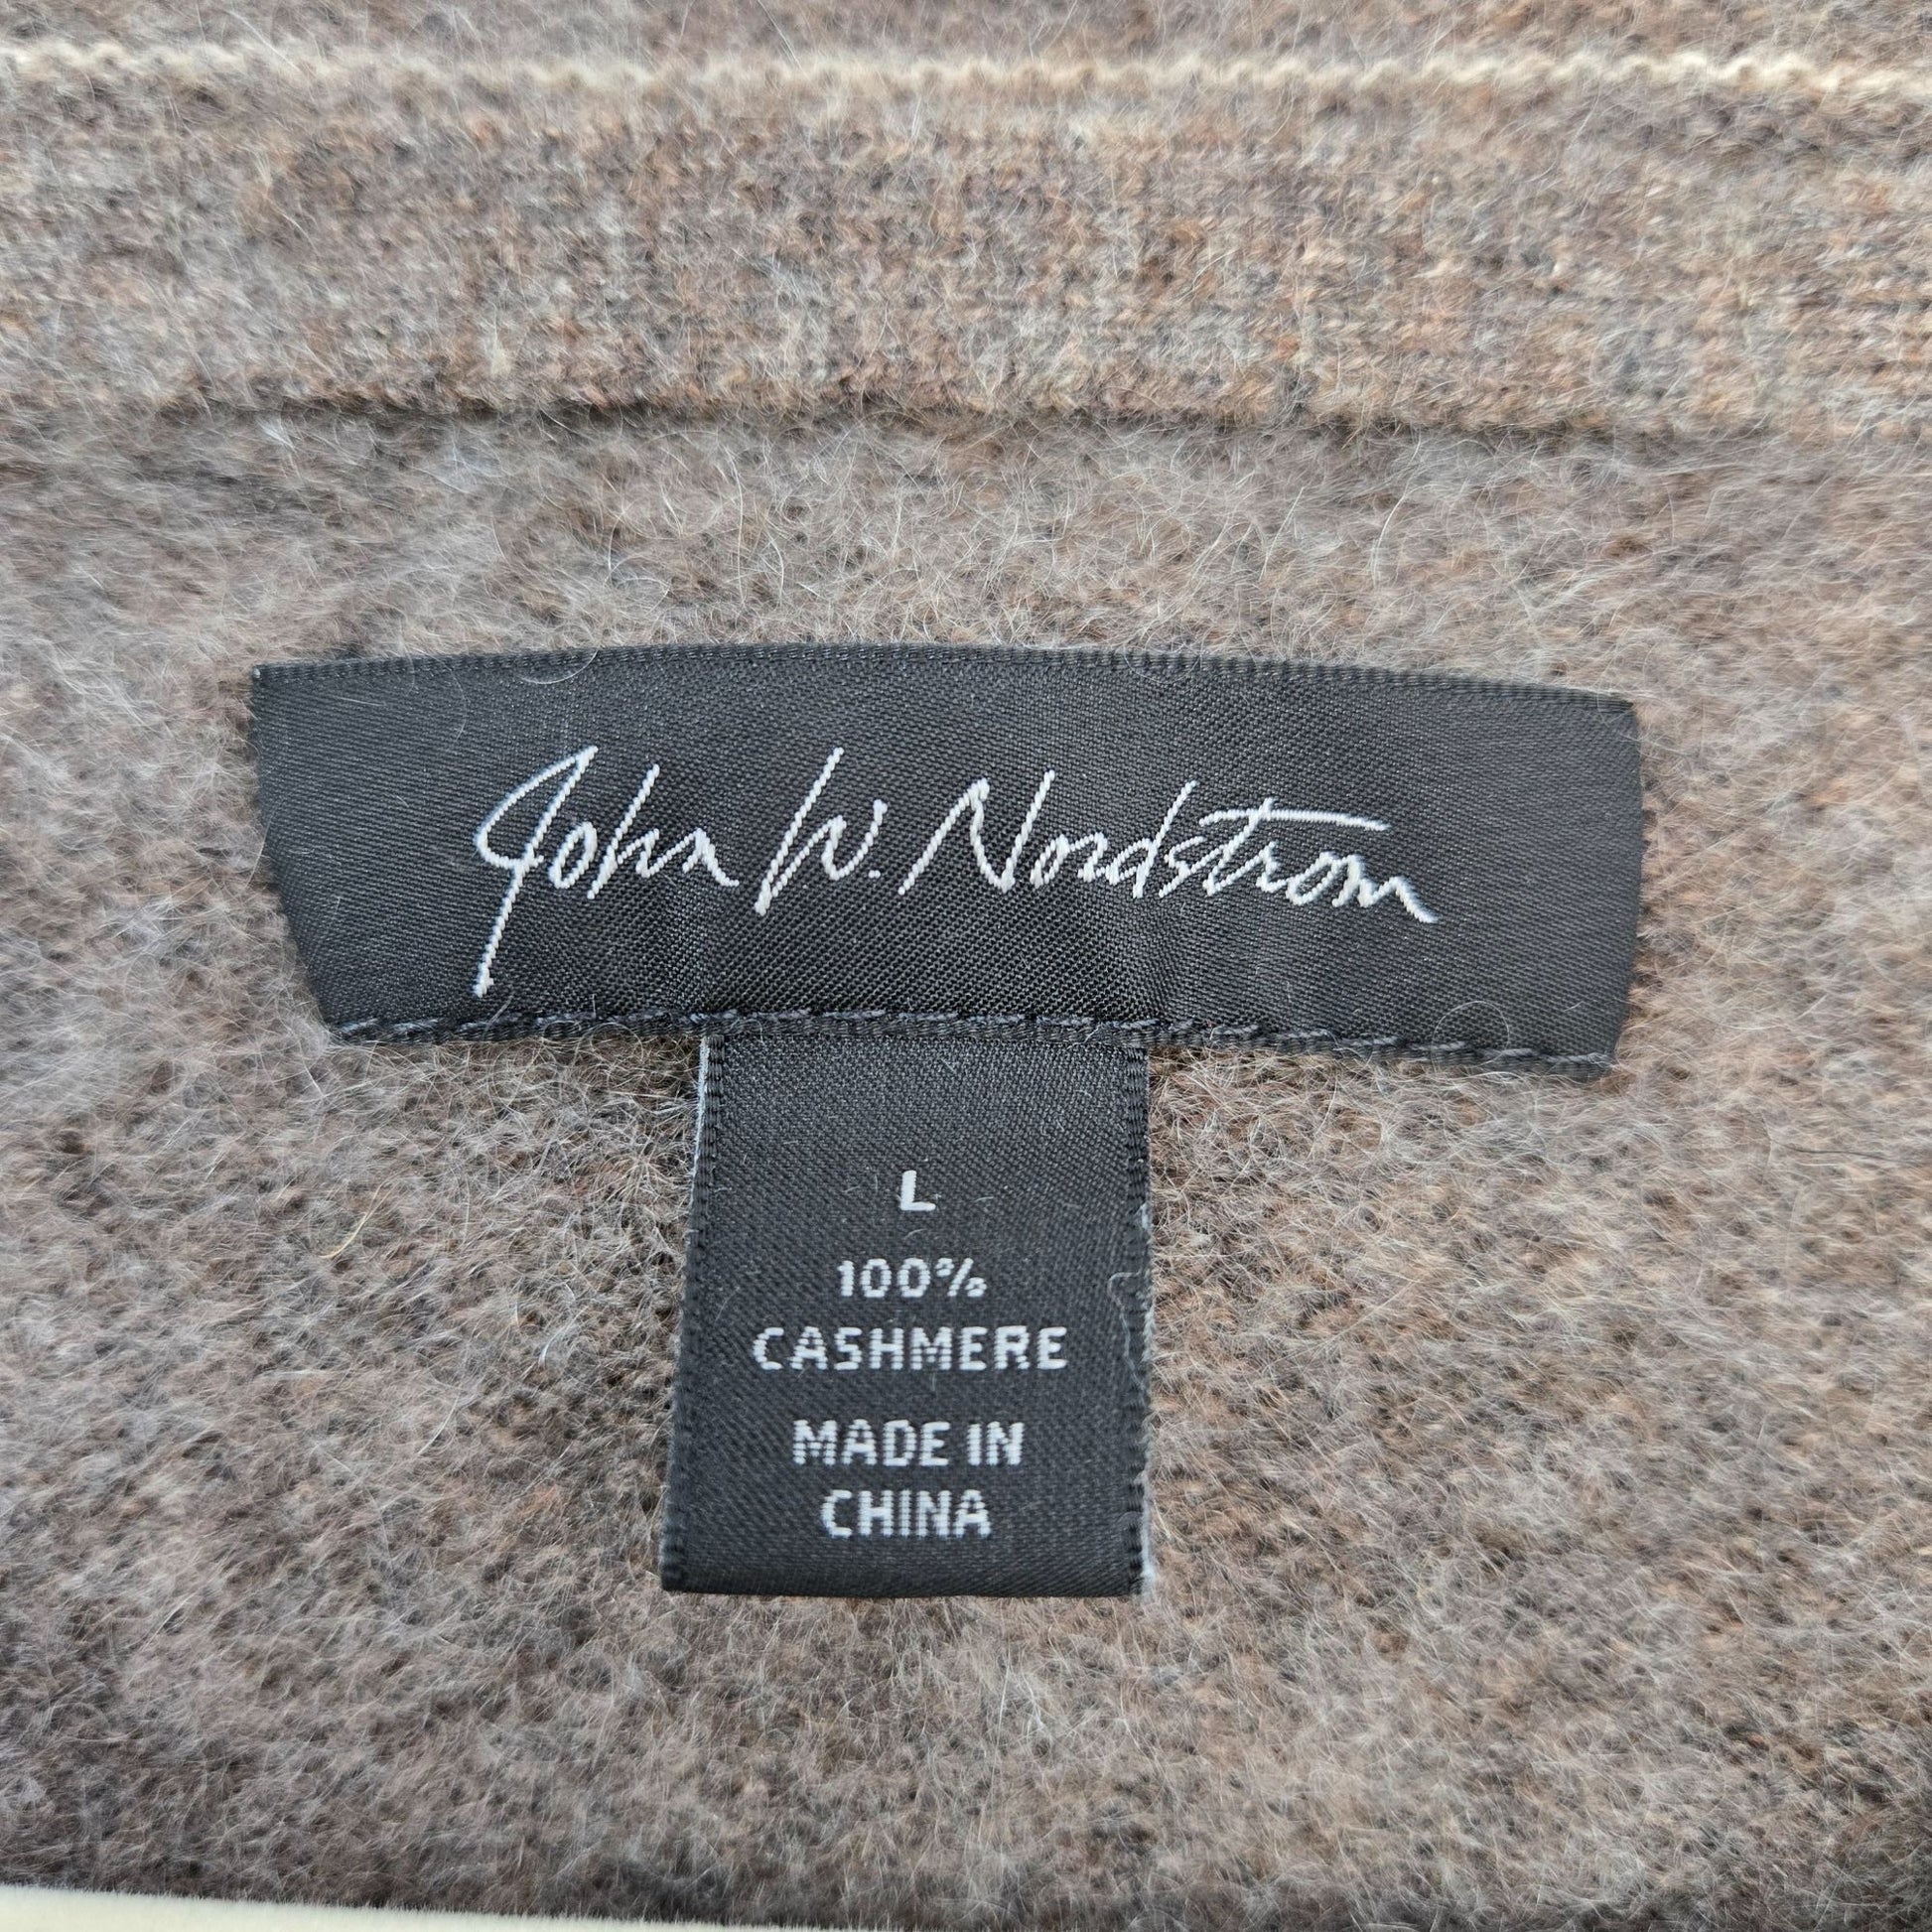 John W. Nordstrom
L
100%
CASHMERE
MADE IN
CHINA